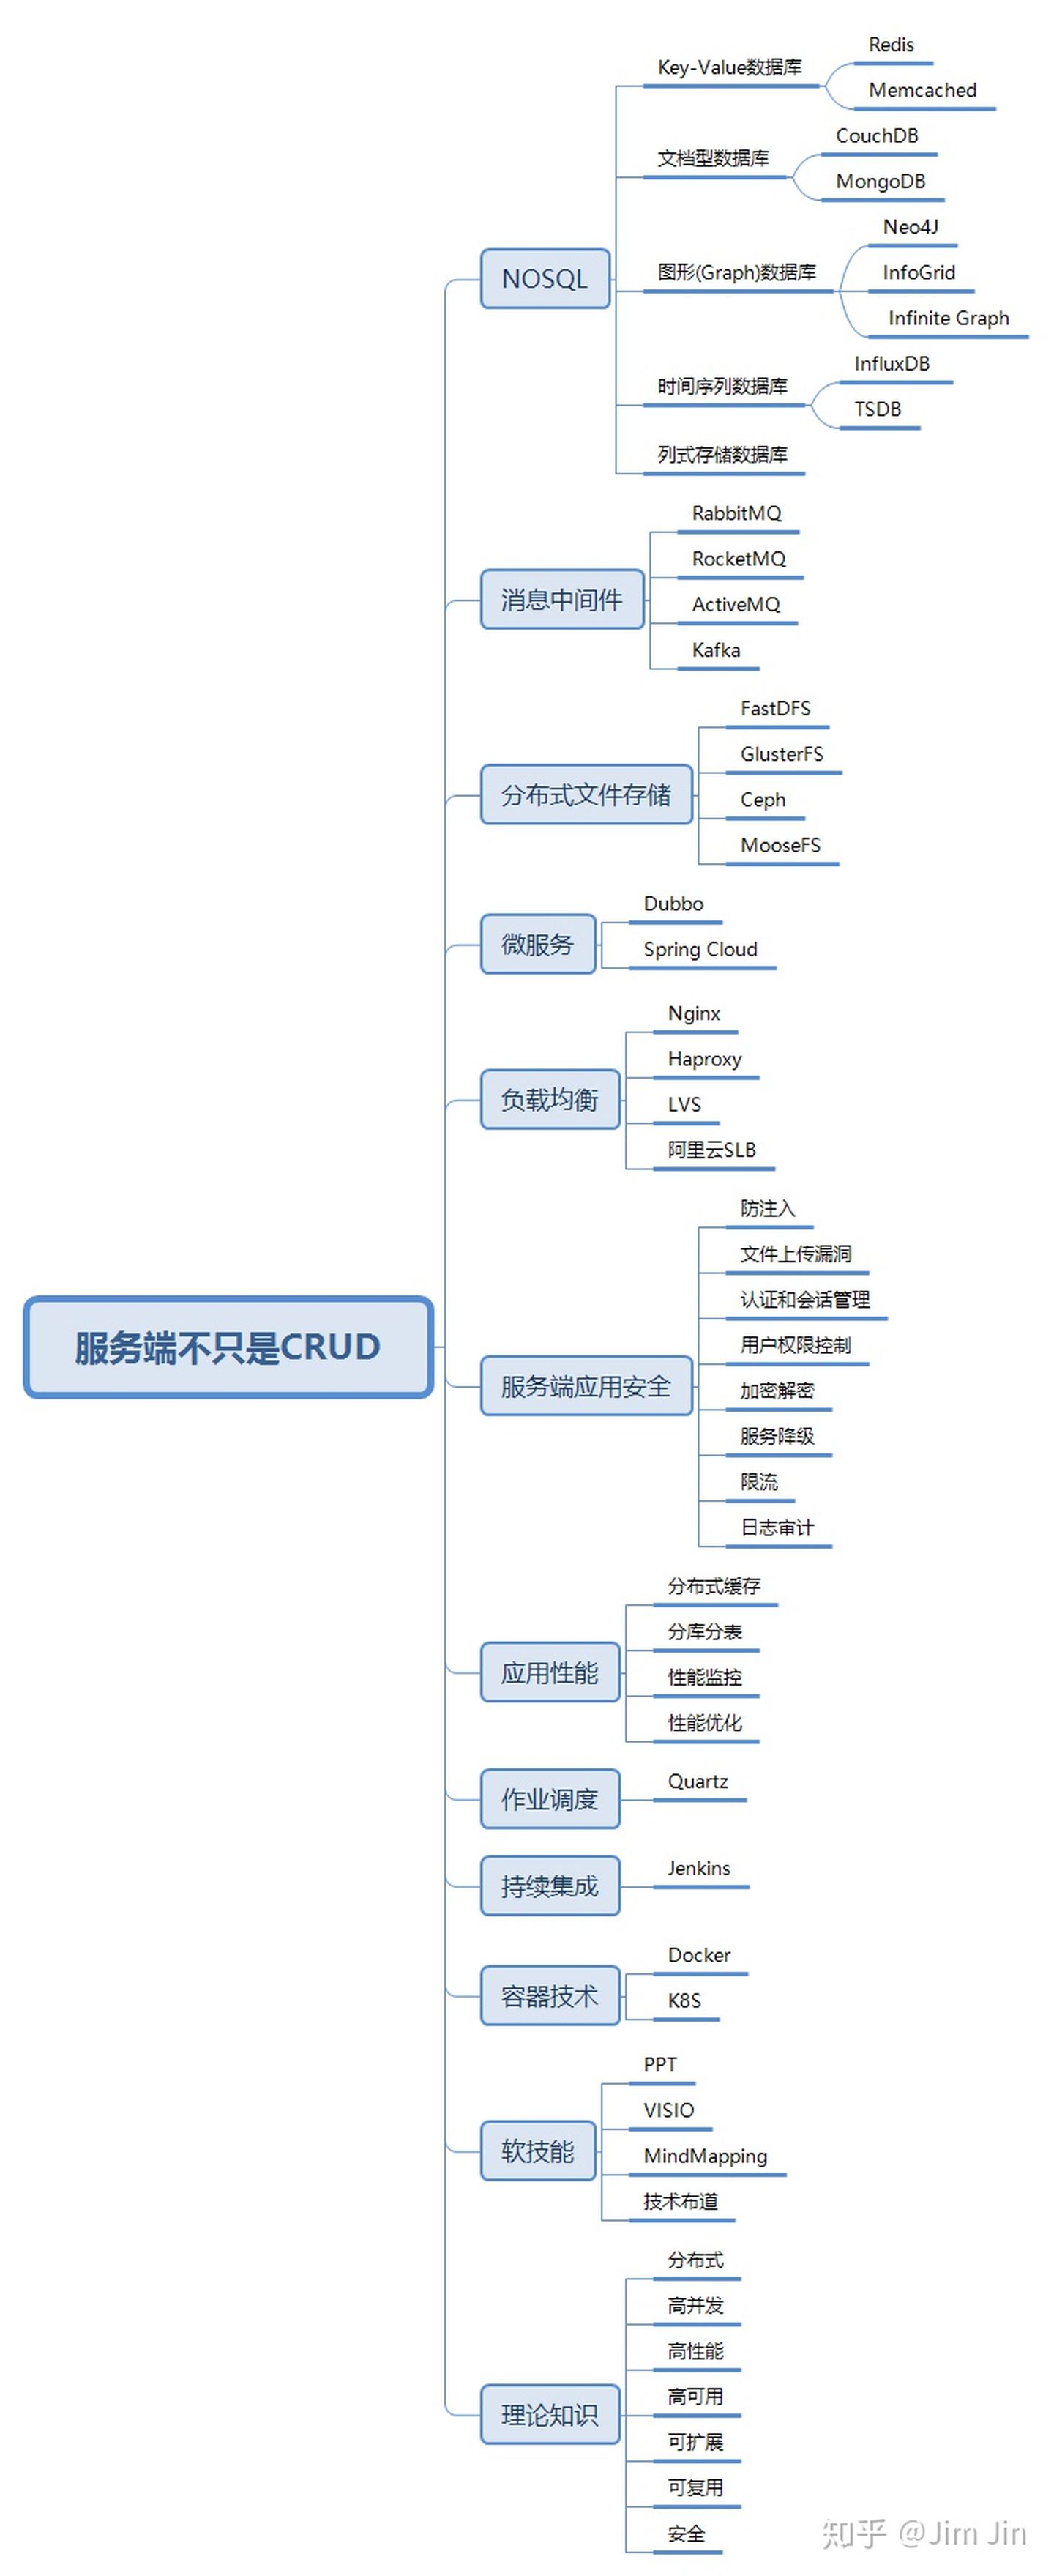 服务端不只是CRUD
NOSQL
Key-Value数据库
Redis
Memcached
文档型数据库
CouchDB
MongoDB
图形(Graph)数据库
Neo4J
InfoGrid
Infinite Graph
时间序列数据库
InfluxDB
TSDB
列式存储数据库
消息中间件
RabbitMQ
RocketMQ
ActiveMQ
Kafka
分布式文件存储
FastDFS
GlusterFS
Ceph
MooseFS
微服务
Dubbo
Spring Cloud
负载均衡
Nginx
Haproxy
LVS
阿里云SLB
服务端应用安全
防注入
文件上传漏洞
认证和会话管理
用户权限控制
加密解密
服务降级
限流
日志审计
应用性能
分布式缓存
分库分表
性能监控
性能优化
作业调度
Quartz
持续集成
Jenkins
容器技术
Docker
K8S
软技能
PPT
VISIO
MindMapping
技术布道
理论知识
分布式
高并发
高性能
高可用
可扩展
可复用
安全
知乎 @Jim Jin